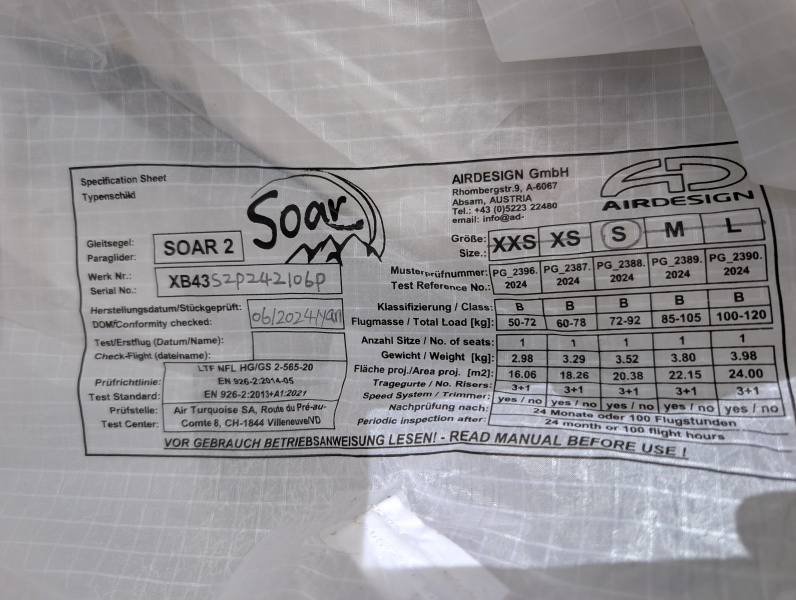 Specification Sheet
Typenschild
Soar
AIRDESIGN GmbH
Rhombergstr.9, A-6067
Absam, AUSTRIA
Tel.: +43 (0)5223 22480
email: info@ad-
AIRDESIGN
Gleitsegel:
Paraglider:
SOAR 2
Werk Nr.:
Serial No.:
XB43S2P242106P
Herstellungsdatum/Stückgeprüft:
DOM/Conformity checked:
06/2024/yan
Test/Erstflug (Datum/Name):
Check-Flight (date/name):
Prüfrichtlinie:
Test Standard:
LTF NFL HG/GS 2-565-20
EN 926-2:2014-05
EN 926-2:2013+A1:2021
Prüfstelle:
Test Center:
Air Turquoise SA, Route du Pré-au-
Comte 8, CH-1844 Villeneuve/VD
Größe:
Size.:
XXS XS S M L
Musterprüfnummer:
Test Reference No.:
PG_2396. PG_2387. PG_2388. PG_2389. PG_2390.
2024 2024 2024 2024 2024
Klassifizierung / Class: B B B B B
Flugmasse / Total Load [kg]: 50-72 60-78 72-92 85-105 100-120
Anzahl Sitze / No. of seats: 1 1 1 1 1
Gewicht / Weight [kg]: 2.98 3.29 3.52 3.80 3.98
Fläche proj./Area proj. [m2]: 16.06 18.26 20.38 22.15 24.00
Tragegurte / No. Risers: 3+1 3+1 3+1 3+1 3+1
Speed System / Trimmer: yes / no yes / no yes / no yes / no yes / no
Nachprüfung nach: 24 Monate oder 100 Flugstunden
Periodic inspection after: 24 month or 100 flight hours
VOR GEBRAUCH BETRIEBSANWEISUNG LESEN! - READ MANUAL BEFORE USE !